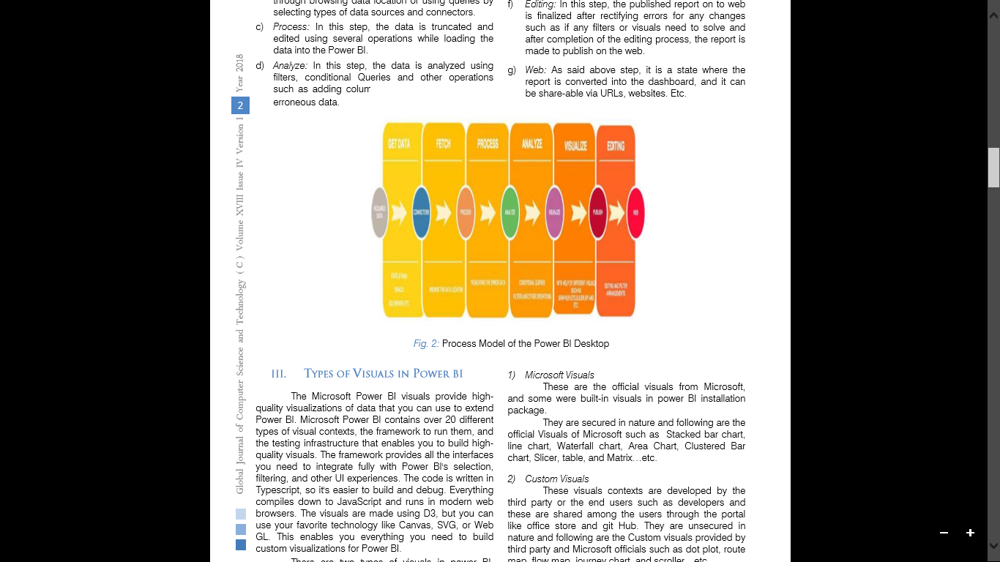 through browsing data location or using queries by
selecting types of data sources and connectors.
c) Process: In this step, the data is truncated and
edited using several operations while loading the
data into the Power BI.
d) Analyze: In this step, the data is analyzed using
filters, conditional Queries and other operations
such as adding colum
erroneous data.
f) Editing: In this step, the published report on to web
is finalized after rectifying errors for any changes
such as if any filters or visuals need to solve and
after completion of the editing process, the report is
made to publish on the web.
g) Web: As said above step, it is a state where the
report is converted into the dashboard, and it can
be share-able via URLs, websites. Etc.
Year 2018
2
Global Journal of Computer Science and Technology ( C ) Volume XVIII Issue IV Version I
GET DATA
FETCH
PROCESS
ANALYZE
VISUALIZE
EDITING
REQUIRED
DATA
CONNECTORS
PROCESS
ANALYZE
VISUALIZE
PUBLISH
WEB
ORACLE
SQL SERVER, ETC
BROWSE THE DATA LOCATION
TRUNCATING THE ERROR DATA
CONDITIONAL QUERIES
FILTERS AND OTHER OPERATIONS
WITH HELP OF DIFFERENT VISUALS
SUCH AS
GRAPHS,PLOTS,SLICER,KPI AND
ETC.
EDITING AND FILTER
ARRANGEMENTS
Fig. 2: Process Model of the Power BI Desktop
III. Types of Visuals in Power BI
The Microsoft Power BI visuals provide high-
quality visualizations of data that you can use to extend
Power BI. Microsoft Power BI contains over 20 different
types of visual contexts, the framework to run them, and
the testing infrastructure that enables you to build high-
quality visuals. The framework provides all the interfaces
you need to integrate fully with Power BI's selection,
filtering, and other UI experiences. The code is written in
Typescript, so it's easier to build and debug. Everything
compiles down to JavaScript and runs in modern web
browsers. The visuals are made using D3, but you can
use your favorite technology like Canvas, SVG, or Web
GL. This enables you everything you need to build
custom visualizations for Power BI.
There are two types of visuals in power BI.
1) Microsoft Visuals
These are the official visuals from Microsoft,
and some were built-in visuals in power BI installation
package.
They are secured in nature and following are the
official Visuals of Microsoft such as Stacked bar chart,
line chart, Waterfall chart, Area Chart, Clustered Bar
chart, Slicer, table, and Matrix…etc.
2) Custom Visuals
These visuals contexts are developed by the
third party or the end users such as developers and
these are shared among the users through the portal
like office store and git Hub. They are unsecured in
nature and following are the Custom visuals provided by
third party and Microsoft officials such as dot plot, route
map, flow map, journey chart, and scroller…etc.